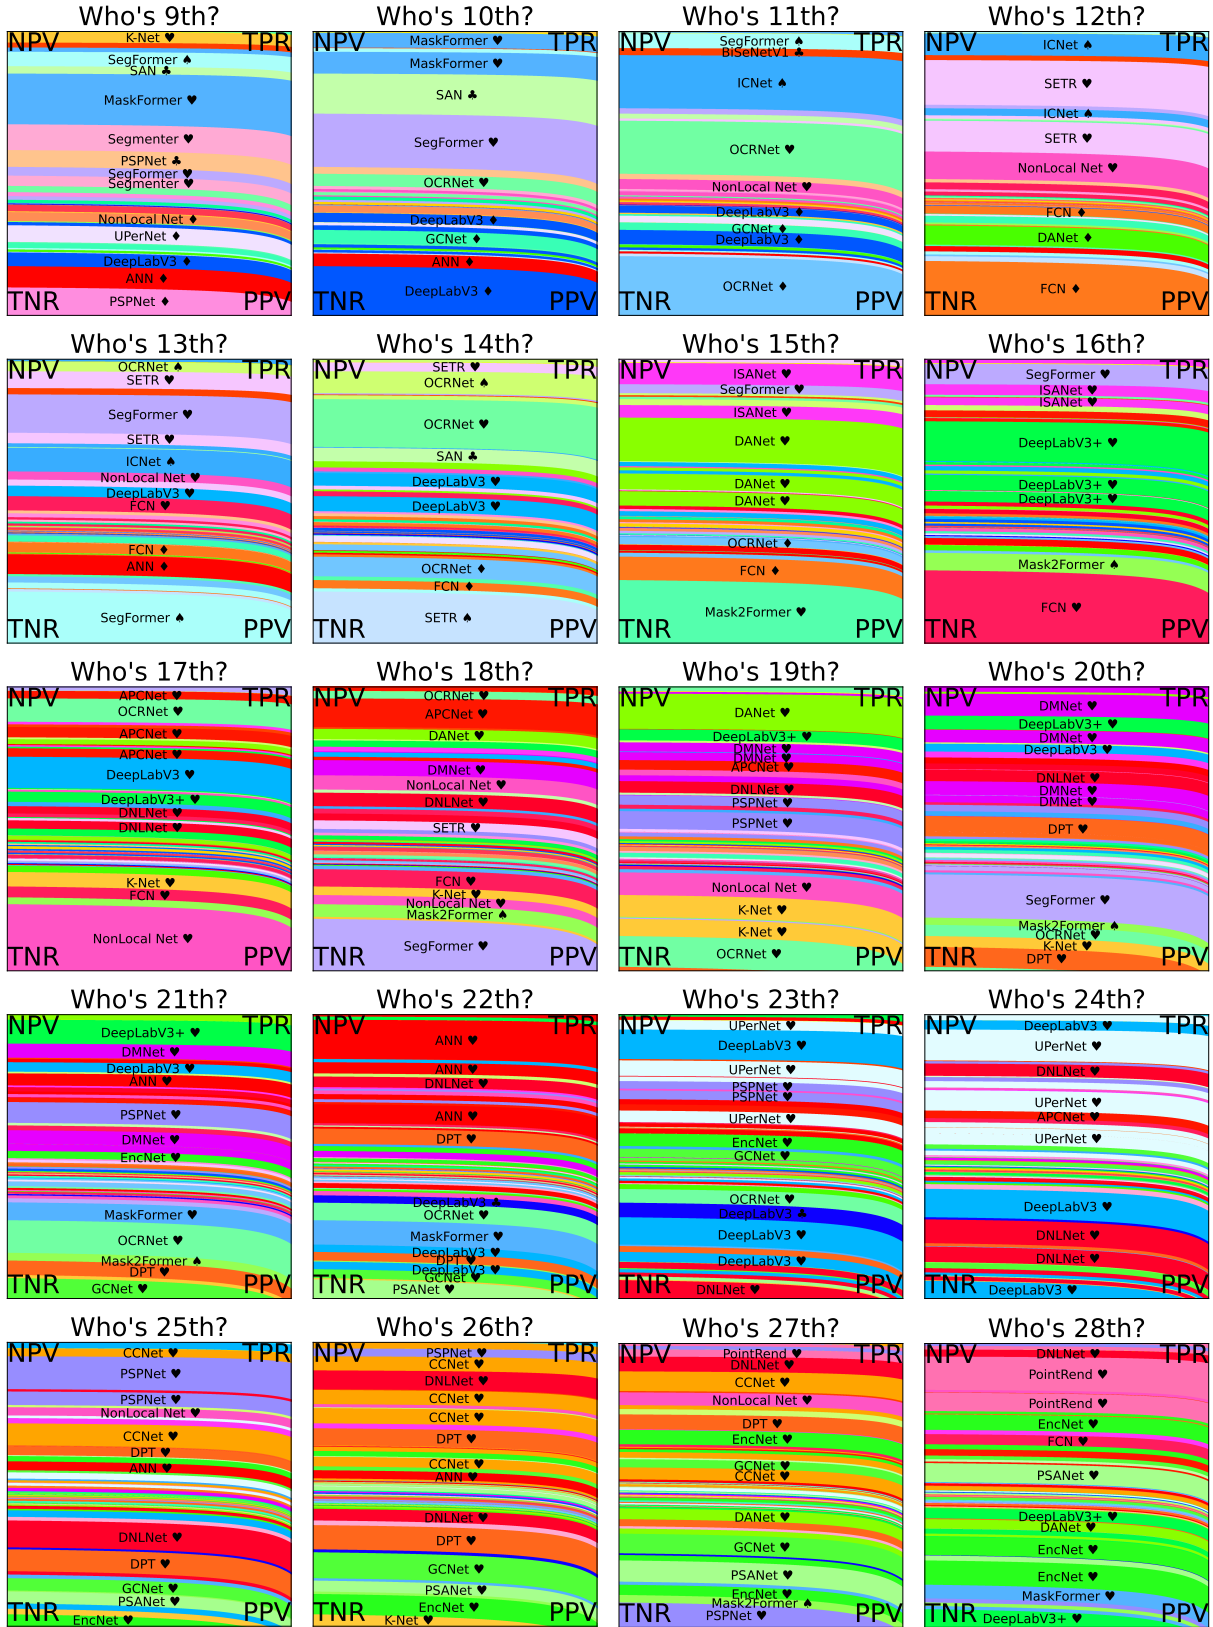 Who's 9th?
NPV TPR
K-Net ♥
SegFormer ♠
SAN ♣
MaskFormer ♥
Segmenter ♥
PSPNet ♣
SegFormer ♥
Segmenter ♥
NonLocal Net ♦
UPerNet ♦
DeepLabV3 ♦
ANN ♦
PSPNet ♦
TNR PPV
Who's 10th?
MaskFormer ♥
MaskFormer ♥
SAN ♣
SegFormer ♥
OCRNet ♥
DeepLabV3 ♦
GCNet ♦
ANN ♦
DeepLabV3 ♦
Who's 11th?
NPV TPR
SegFormer ♠
BiSeNetV1 ♣
ICNet ♠
OCRNet ♥
NonLocal Net ♥
DeepLabV3 ♦
GCNet ♦
DeepLabV3 ♦
OCRNet ♦
TNR PPV
Who's 12th?
NPV TPR
ICNet ♠
SETR ♥
ICNet ♠
SETR ♥
NonLocal Net ♥
FCN ♦
DANet ♦
FCN ♦
TNR PPV
Who's 13th?
NPV TPR
OCRNet ♠
SETR ♥
SegFormer ♥
SETR ♥
ICNet ♠
NonLocal Net ♥
DeepLabV3 ♥
FCN ♥
FCN ♦
ANN ♦
SegFormer ♠
TNR PPV
Who's 14th?
NPV TPR
SETR ♥
OCRNet ♠
OCRNet ♥
SAN ♣
DeepLabV3 ♥
DeepLabV3 ♥
OCRNet ♦
FCN ♦
SETR ♠
TNR PPV
Who's 15th?
NPV TPR
ISANet ♥
SegFormer ♥
ISANet ♥
DANet ♥
DANet ♥
DANet ♥
OCRNet ♦
FCN ♦
Mask2Former ♥
TNR PPV
Who's 16th?
NPV TPR
SegFormer ♥
ISANet ♥
ISANet ♥
DeepLabV3+ ♥
DeepLabV3+ ♥
DeepLabV3+ ♥
Mask2Former ♠
FCN ♥
TNR PPV
Who's 17th?
NPV TPR
APCNet ♥
OCRNet ♥
APCNet ♥
APCNet ♥
DeepLabV3 ♥
DeepLabV3+ ♥
DNLNet ♥
DNLNet ♥
K-Net ♥
FCN ♥
NonLocal Net ♥
TNR PPV
Who's 18th?
NPV TPR
OCRNet ♥
APCNet ♥
DANet ♥
DMNet ♥
NonLocal Net ♥
DNLNet ♥
SETR ♥
FCN ♥
K-Net ♥
NonLocal Net ♥
Mask2Former ♠
SegFormer ♥
TNR PPV
Who's 19th?
NPV TPR
DANet ♥
DeepLabV3+ ♥
DMNet ♥
DMNet ♥
APCNet ♥
DNLNet ♥
PSPNet ♥
PSPNet ♥
NonLocal Net ♥
K-Net ♥
K-Net ♥
OCRNet ♥
TNR PPV
Who's 20th?
NPV TPR
DMNet ♥
DeepLabV3+ ♥
DMNet ♥
DeepLabV3 ♥
DNLNet ♥
DMNet ♥
DMNet ♥
DPT ♥
SegFormer ♥
Mask2Former ♠
OCRNet ♥
K-Net ♥
DPT ♥
TNR PPV
Who's 21th?
NPV TPR
DeepLabV3+ ♥
DMNet ♥
DeepLabV3 ♥
ANN ♥
PSPNet ♥
DMNet ♥
EncNet ♥
MaskFormer ♥
OCRNet ♥
Mask2Former ♠
DPT ♥
GCNet ♥
TNR PPV
Who's 22th?
NPV TPR
ANN ♥
ANN ♥
DNLNet ♥
ANN ♥
DPT ♥
DeepLabV3 ♣
OCRNet ♥
MaskFormer ♥
DeepLabV3 ♥
DPT ♥
DeepLabV3 ♥
GCNet ♥
PSANet ♥
TNR PPV
Who's 23th?
NPV TPR
UPerNet ♥
DeepLabV3 ♥
UPerNet ♥
PSPNet ♥
PSPNet ♥
UPerNet ♥
EncNet ♥
GCNet ♥
OCRNet ♥
DeepLabV3 ♣
DeepLabV3 ♥
DeepLabV3 ♥
DNLNet ♥
TNR PPV
Who's 24th?
NPV TPR
DeepLabV3 ♥
UPerNet ♥
DNLNet ♥
UPerNet ♥
APCNet ♥
UPerNet ♥
DeepLabV3 ♥
DNLNet ♥
DNLNet ♥
DeepLabV3 ♥
TNR PPV
Who's 25th?
NPV TPR
CCNet ♥
PSPNet ♥
PSPNet ♥
NonLocal Net ♥
CCNet ♥
DPT ♥
ANN ♥
DNLNet ♥
DPT ♥
GCNet ♥
PSANet ♥
EncNet ♥
TNR PPV
Who's 26th?
NPV TPR
PSPNet ♥
CCNet ♥
DNLNet ♥
CCNet ♥
CCNet ♥
DPT ♥
CCNet ♥
ANN ♥
DNLNet ♥
DPT ♥
GCNet ♥
PSANet ♥
EncNet ♥
K-Net ♥
TNR PPV
Who's 27th?
NPV TPR
PointRend ♥
DNLNet ♥
CCNet ♥
NonLocal Net ♥
DPT ♥
EncNet ♥
GCNet ♥
CCNet ♥
DANet ♥
GCNet ♥
PSANet ♥
EncNet ♥
Mask2Former ♠
PSPNet ♥
TNR PPV
Who's 28th?
NPV TPR
DNLNet ♥
PointRend ♥
PointRend ♥
EncNet ♥
FCN ♥
PSANet ♥
DeepLabV3+ ♥
DANet ♥
EncNet ♥
EncNet ♥
MaskFormer ♥
DeepLabV3+ ♥
TNR PPV